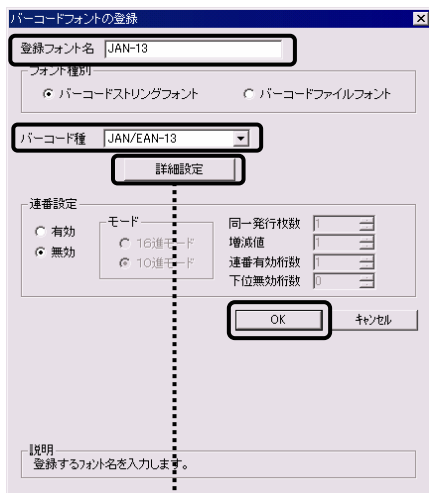 バーコードフォントの登録
登録フォント名 JAN-13
フォント種別
バーコードストリングフォント バーコードファイルフォント
バーコード種 JAN/EAN-13
詳細設定
連番設定
有効
無効
モード
16進モード
10進モード
同一発行枚数 1
増減値 1
連番有効桁数 1
下位無効桁数 0
OK キャンセル
説明
登録するフォント名を入力します。